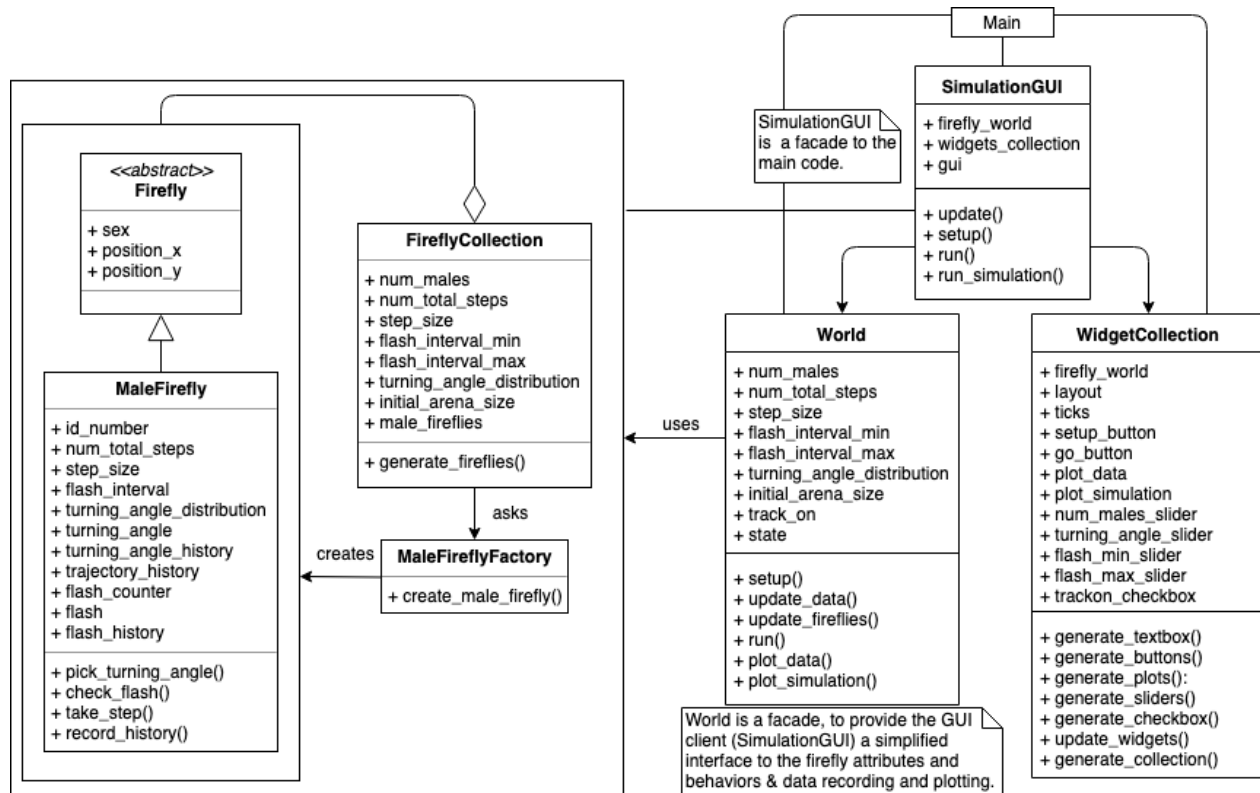 Main
SimulationGUI
+ firefly_world
+ widgets_collection
+ gui
+ update()
+ setup()
+ run()
+ run_simulation()
SimulationGUI
is a facade to the
main code.
<<abstract>>
Firefly
+ sex
+ position_x
+ position_y
MaleFirefly
+ id_number
+ num_total_steps
+ step_size
+ flash_interval
+ turning_angle_distribution
+ turning_angle
+ turning_angle_history
+ trajectory_history
+ flash_counter
+ flash
+ flash_history
+ pick_turning_angle()
+ check_flash()
+ take_step()
+ record_history()
FireflyCollection
+ num_males
+ num_total_steps
+ step_size
+ flash_interval_min
+ flash_interval_max
+ turning_angle_distribution
+ initial_arena_size
+ male_fireflies
+ generate_fireflies()
asks
creates
MaleFireflyFactory
+ create_male_firefly()
uses
World
+ num_males
+ num_total_steps
+ step_size
+ flash_interval_min
+ flash_interval_max
+ turning_angle_distribution
+ initial_arena_size
+ track_on
+ state
+ setup()
+ update_data()
+ update_fireflies()
+ run()
+ plot_data()
+ plot_simulation()
World is a facade, to provide the GUI
client (SimulationGUI) a simplified
interface to the firefly attributes and
behaviors & data recording and plotting.
WidgetCollection
+ firefly_world
+ layout
+ ticks
+ setup_button
+ go_button
+ plot_data
+ plot_simulation
+ num_males_slider
+ turning_angle_slider
+ flash_min_slider
+ flash_max_slider
+ trackon_checkbox
+ generate_textbox()
+ generate_buttons()
+ generate_plots():
+ generate_sliders()
+ generate_checkbox()
+ update_widgets()
+ generate_collection()